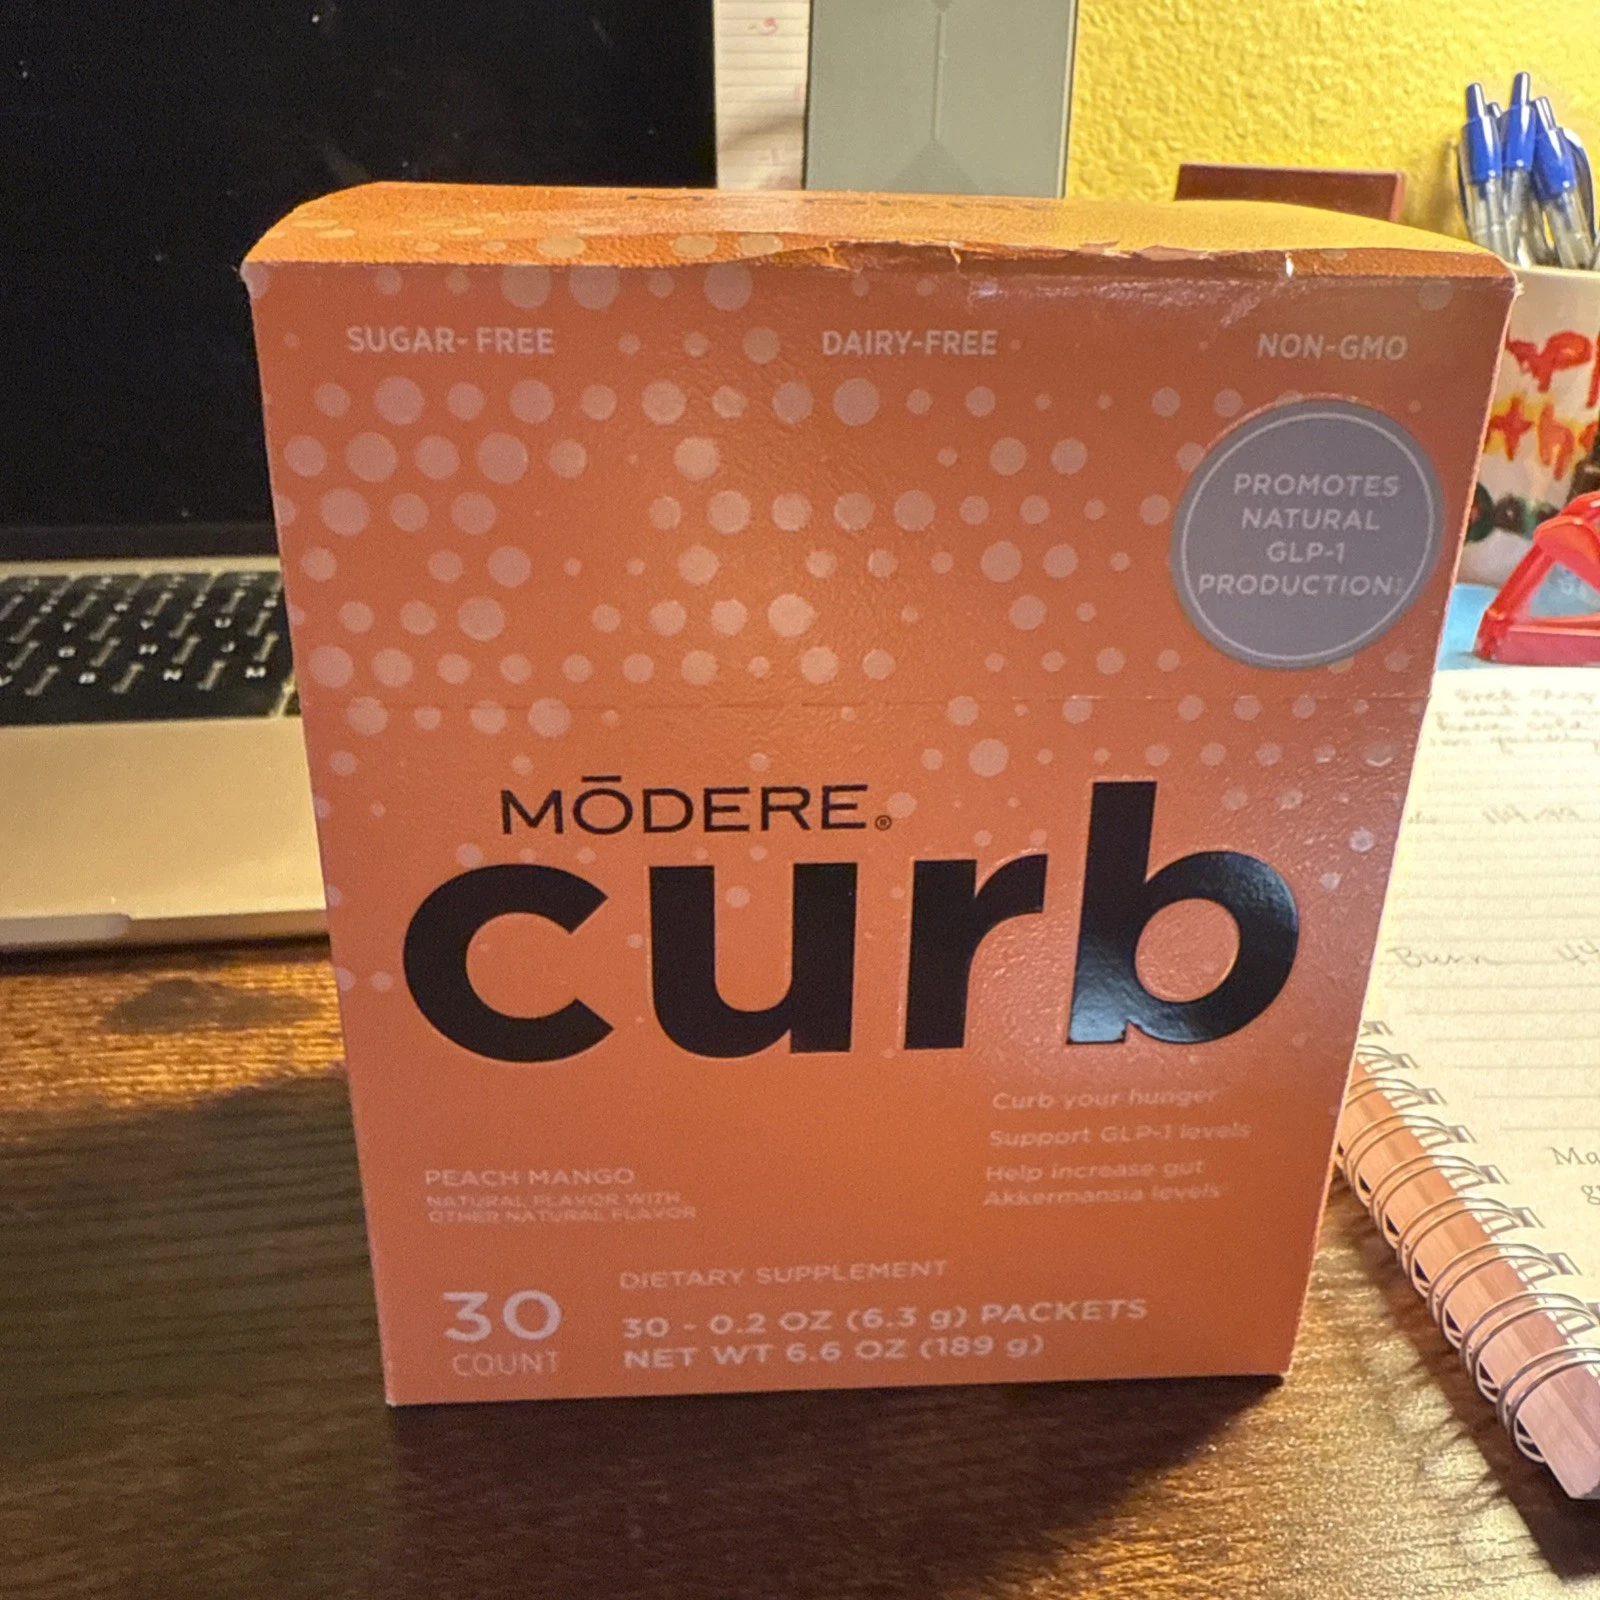 SUGAR-FREE
DAIRY-FREE
NON-GMO
PROMOTES
NATURAL
GLP-1
PRODUCTION
MŌDERE®
curb
Curb your hunger
Support GLP-1 levels
Help increase gut
Akkermansia levels
PEACH MANGO
NATURAL FLAVOR WITH
OTHER NATURAL FLAVOR
30
COUNT
DIETARY SUPPLEMENT
30 - 0.2 OZ (6.3 g) PACKETS
NET WT 6.6 OZ (189 g)
Burn
Ma